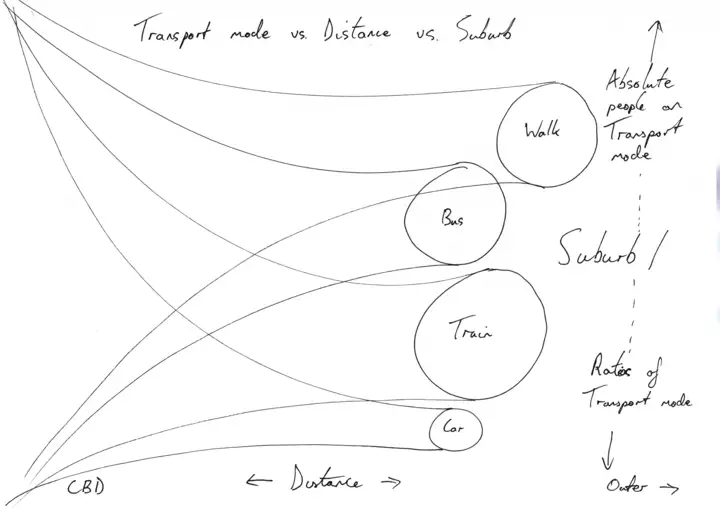 Transport mode vs. Distance vs. Suburb
Absolute
people on
Transport
mode
Walk
Bus
Suburb /
Train
Ratios of
Transport mode
Car
CBD
← Distance →
Outer →